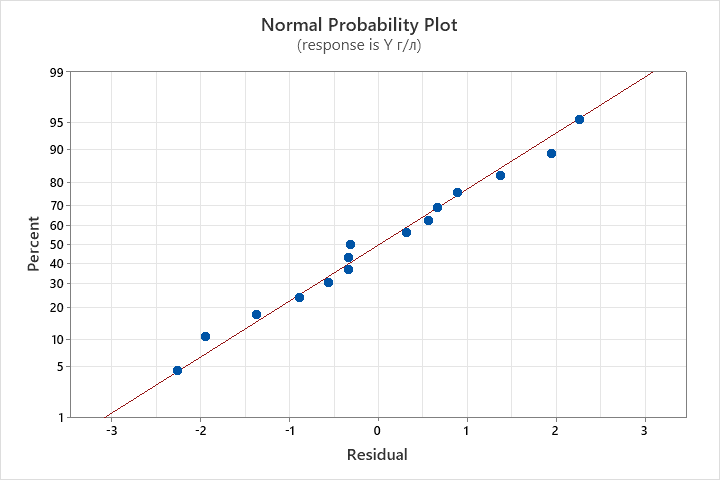 Normal Probability Plot
(response is Y г/л)
Percent
99
95
90
80
70
60
50
40
30
20
10
5
1
-3 -2 -1 0 1 2 3
Residual